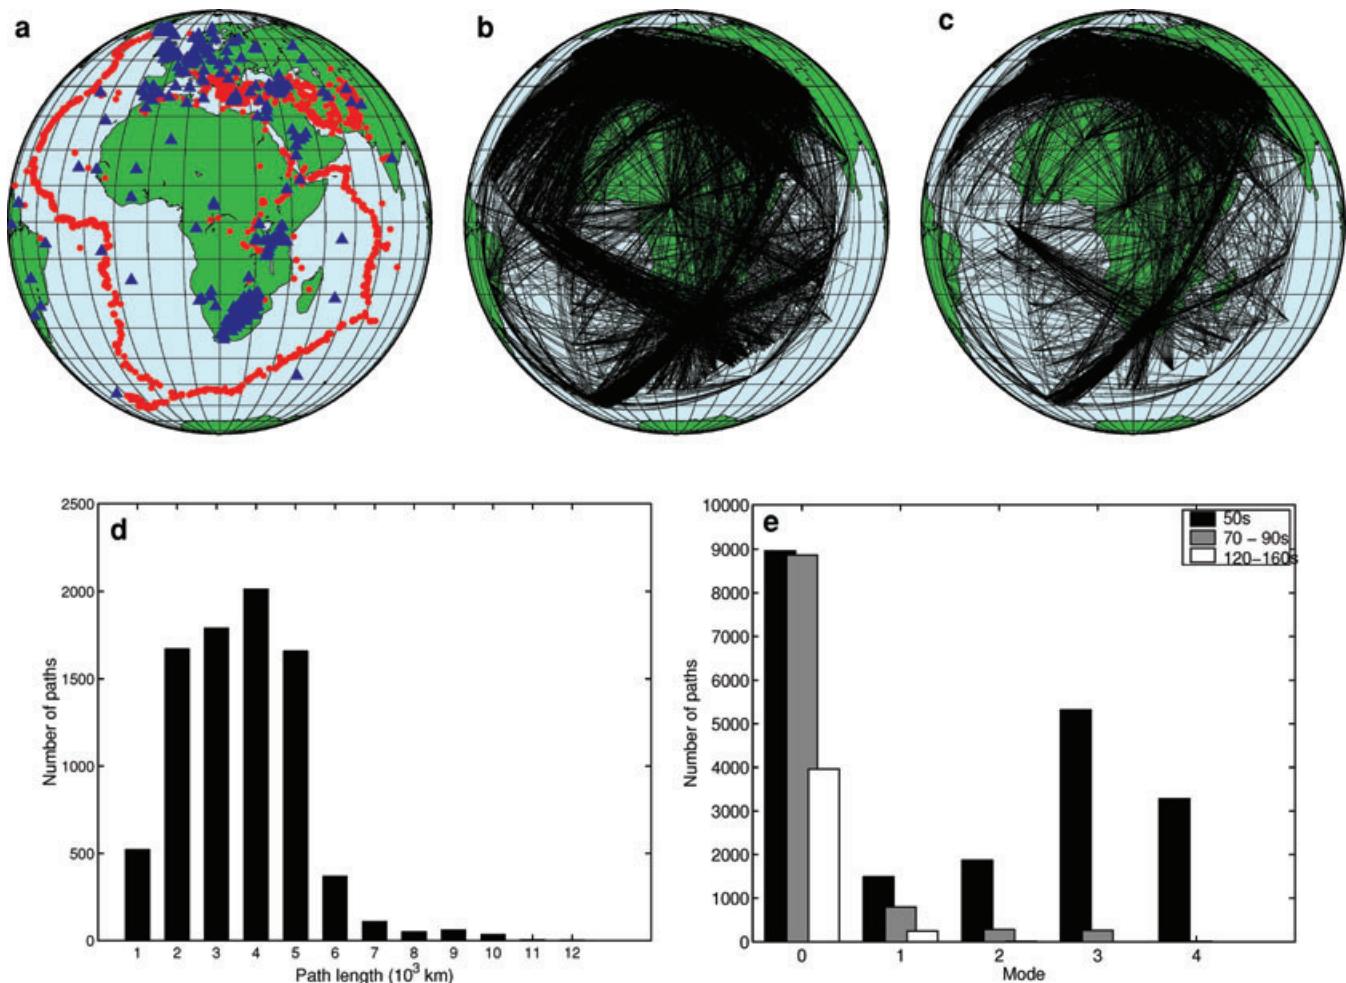 a
b
c
d
2500
2000
1500
1000
500
0
Number of paths
1 2 3 4 5 6 7 8 9 10 11 12
Path length (10³ km)
e
10000
9000
8000
7000
6000
5000
4000
3000
2000
1000
0
Number of paths
50s
70 – 90s
120–160s
0 1 2 3 4
Mode